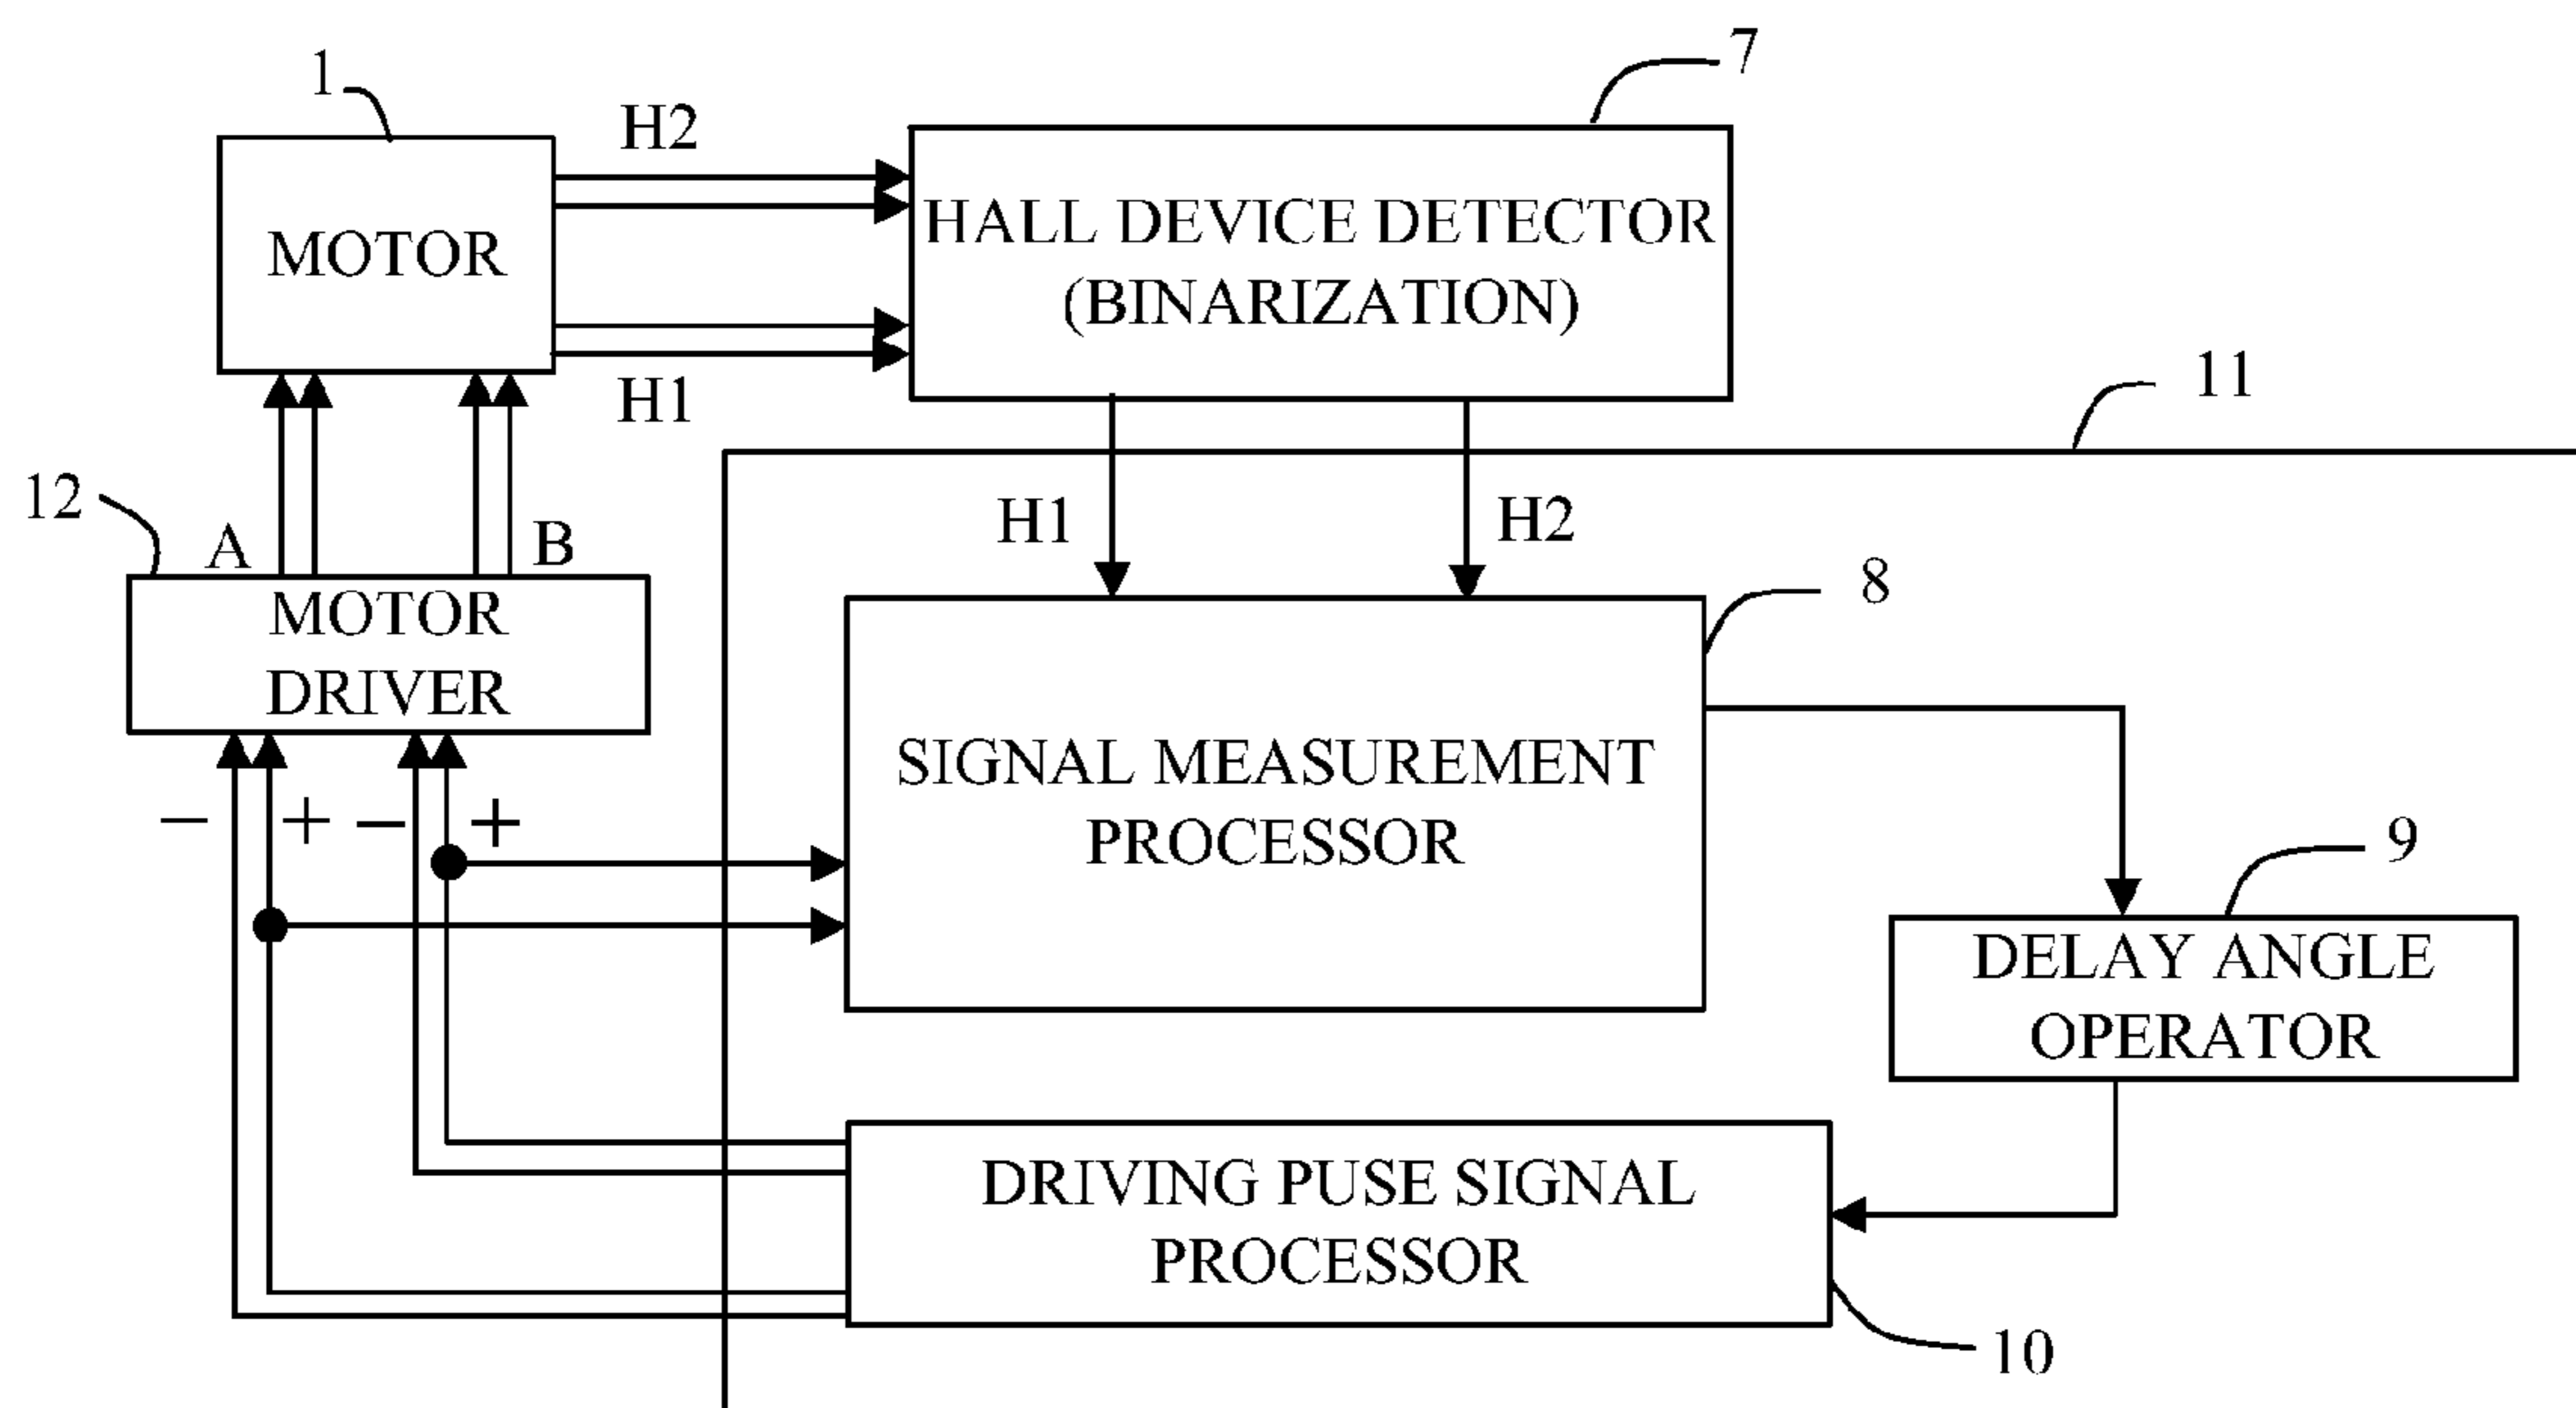 1
7
H2
MOTOR
HALL DEVICE DETECTOR
(BINARIZATION)
H1
11
12
A
B
H1
H2
8
MOTOR
DRIVER
SIGNAL MEASUREMENT
PROCESSOR
− + − +
9
DELAY ANGLE
OPERATOR
DRIVING PUSE SIGNAL
PROCESSOR
10